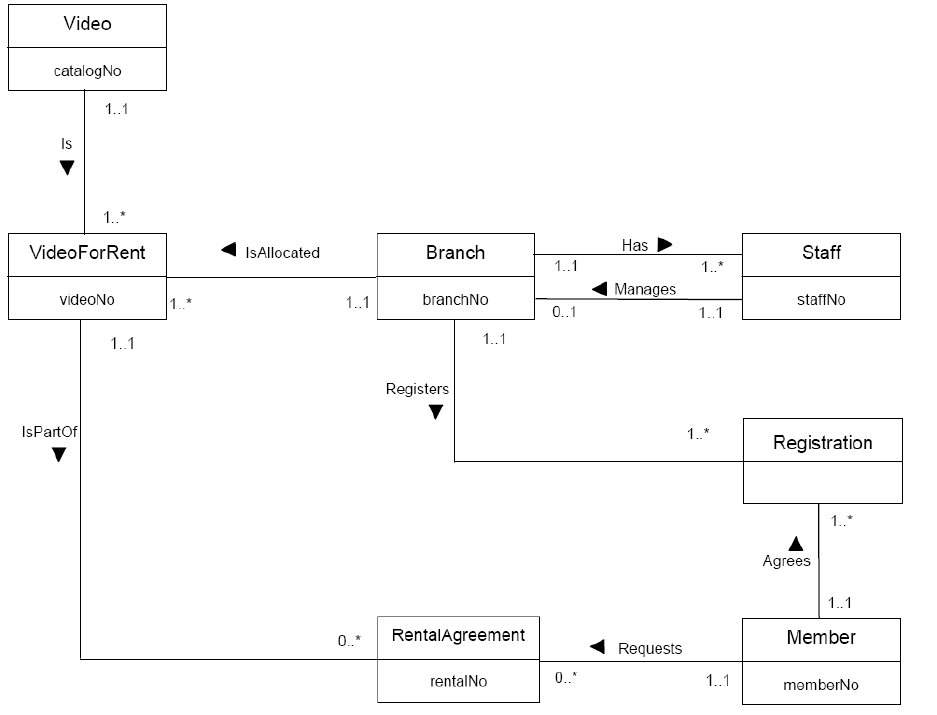 Video
catalogNo
1..1
Is
1..*
VideoForRent
videoNo
IsAllocated
1..*
1..1
Branch
branchNo
Has
1..1
1..*
Manages
0..1
1..1
Staff
staffNo
1..1
1..1
Registers
IsPartOf
1..*
Registration
1..*
Agrees
1..1
0..*
RentalAgreement
rentalNo
Requests
0..*
1..1
Member
memberNo